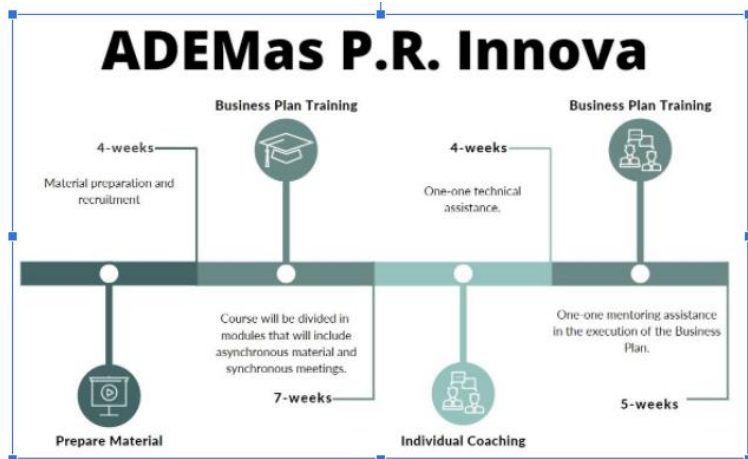 ADEMas P.R. Innova
Business Plan Training
Business Plan Training
4-weeks
4-weeks
Material preparation and
recruitment
One-one technical
assistance.
Course will be divided in
modules that will include
asynchronous material and
synchronous meetings.
7-weeks
One-one mentoring assistance
in the execution of the Business
Plan.
5-weeks
Prepare Material
Individual Coaching